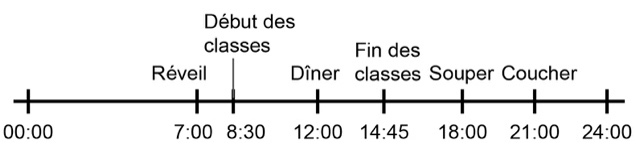 Début des
classes
Réveil
Dîner
Fin des
classes
Souper
Coucher
00:00
7:00
8:30
12:00
14:45
18:00
21:00
24:00